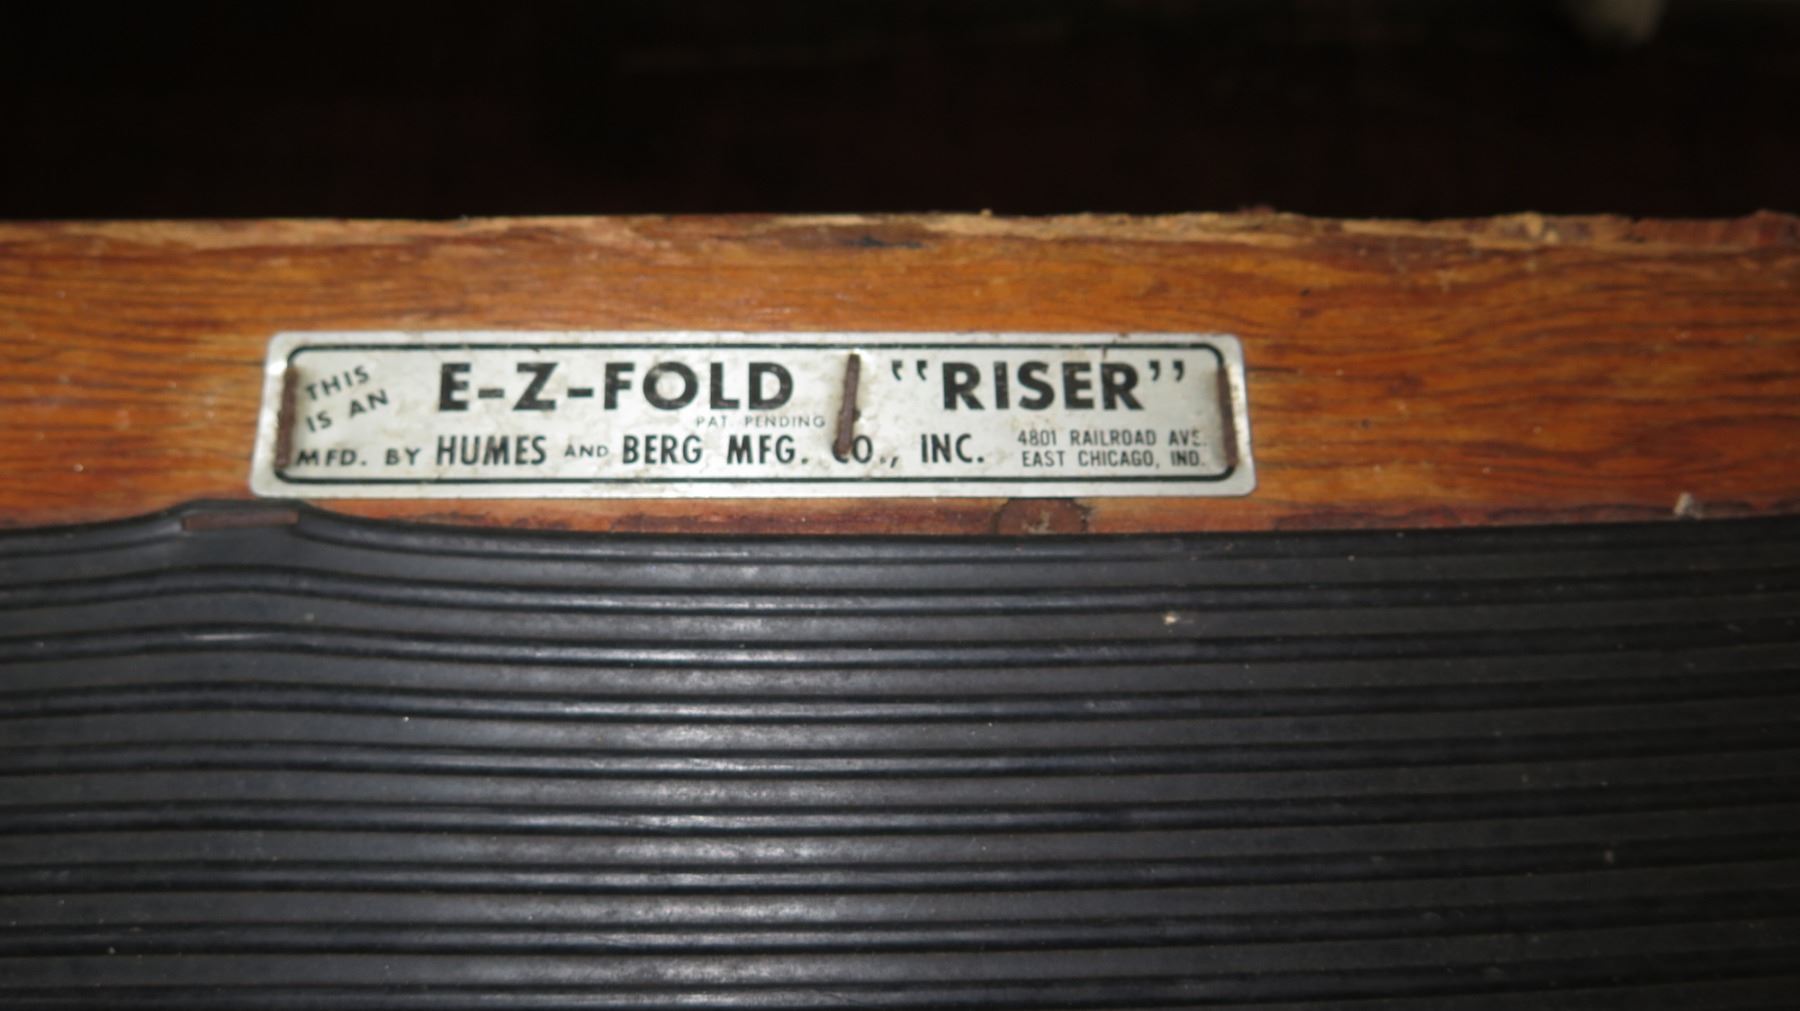 THIS IS AN E-Z-FOLD "RISER"
PAT. PENDING
MFD. BY HUMES AND BERG MFG. CO., INC. 4801 RAILROAD AVE.
EAST CHICAGO, IND.